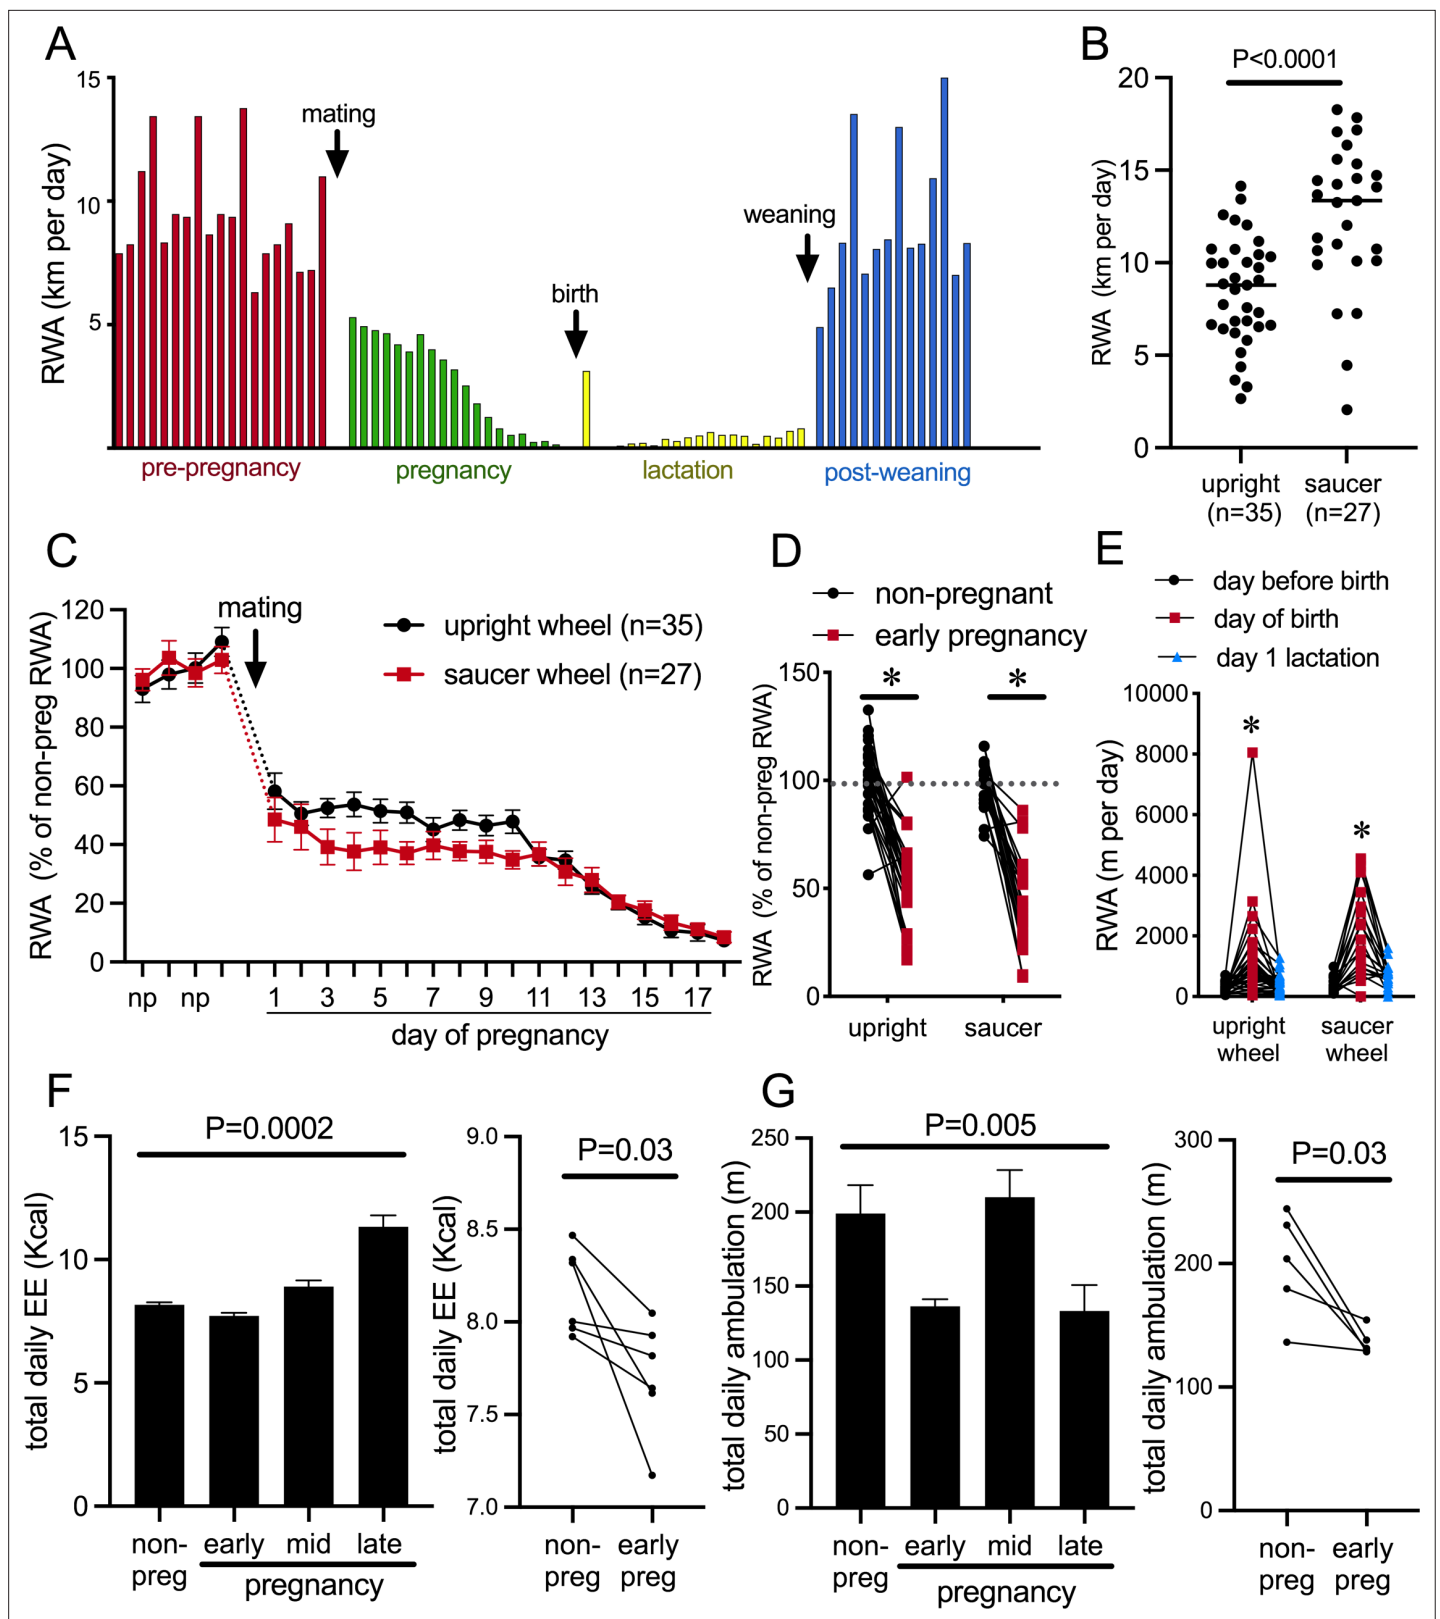 A
RWA (km per day)
15
10
5
mating
birth
weaning
pre-pregnancy
pregnancy
lactation
post-weaning
B
P<0.0001
RWA (km per day)
20
15
10
5
0
upright
(n=35)
saucer
(n=27)
C
RWA (% of non-preg RWA)
120
100
80
60
40
20
0
mating
upright wheel (n=35)
saucer wheel (n=27)
np np 1 3 5 7 9 11 13 15 17
day of pregnancy
D
non-pregnant
early pregnancy
RWA (% of non-preg RWA)
150
100
50
0
*
*
upright saucer
E
day before birth
day of birth
day 1 lactation
RWA (m per day)
10000
8000
6000
4000
2000
0
*
*
upright
wheel
saucer
wheel
F
P=0.0002
total daily EE (Kcal)
15
10
5
0
non-
preg
early mid late
pregnancy
P=0.03
total daily EE (Kcal)
9.0
8.5
8.0
7.5
7.0
non-
preg
early
preg
G
P=0.005
total daily ambulation (m)
250
200
150
100
50
0
non-
preg
early mid late
pregnancy
P=0.03
total daily ambulation (m)
300
200
100
0
non-
preg
early
preg